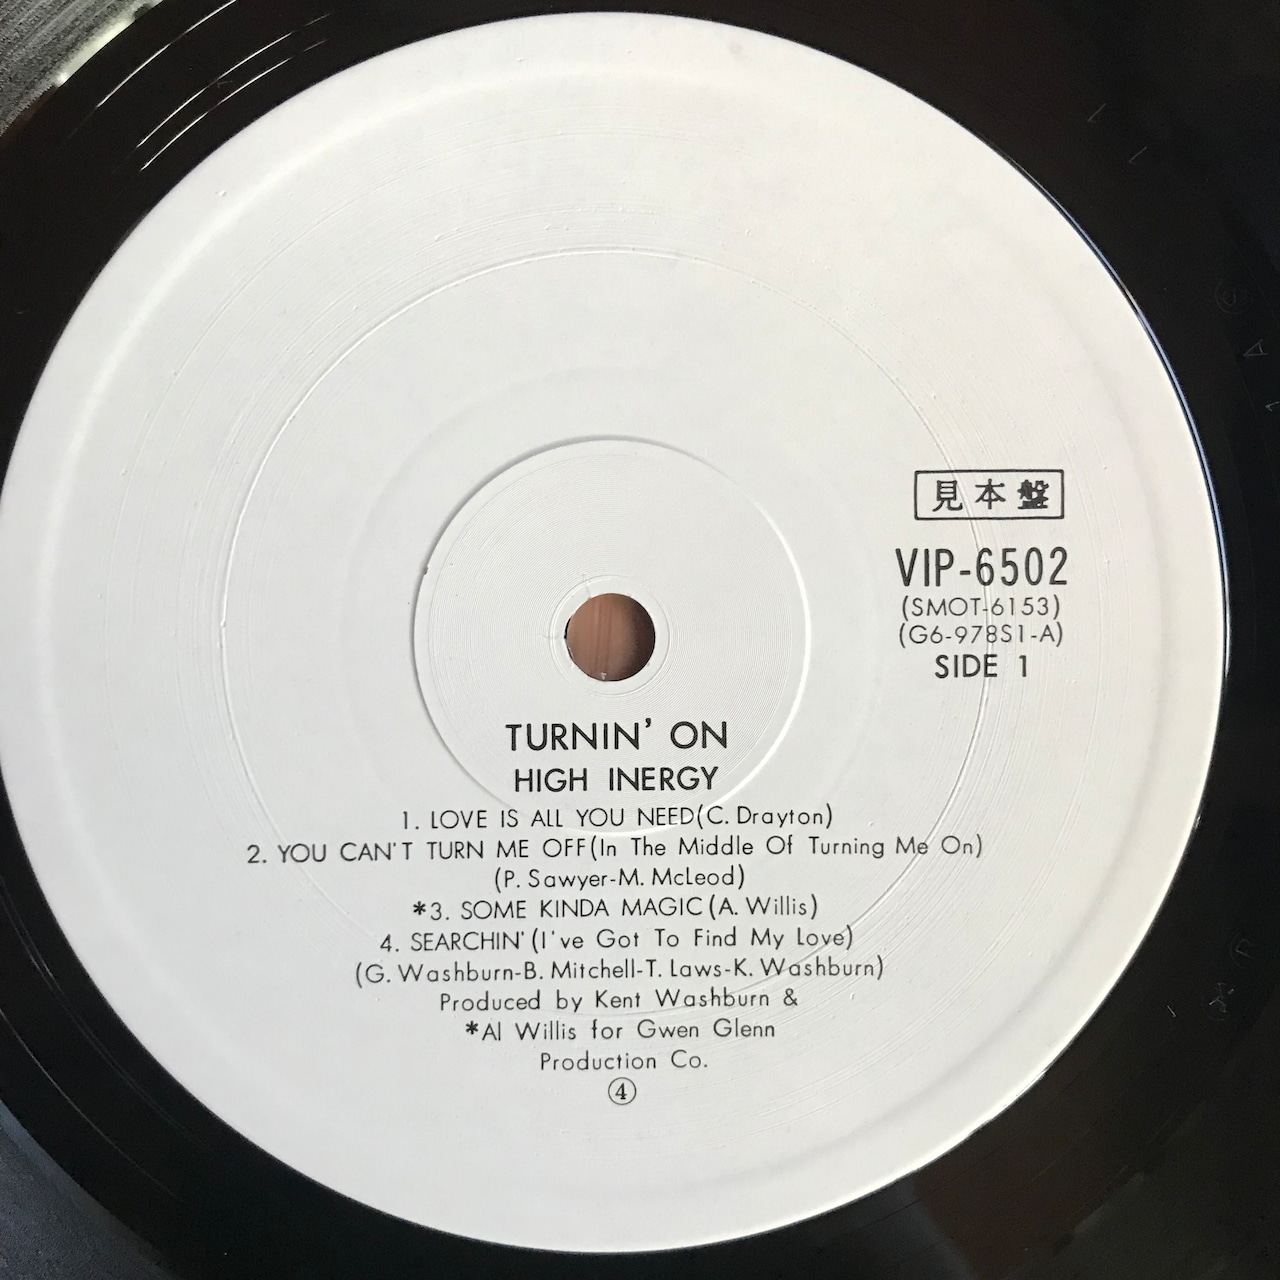 見本盤
VIP-6502
(SMOT-6153)
(G6-978S1-A)
SIDE 1
TURNIN' ON
HIGH INERGY
1. LOVE IS ALL YOU NEED(C. Drayton)
2. YOU CAN'T TURN ME OFF(In The Middle Of Turning Me On)
(P. Sawyer-M. McLeod)
*3. SOME KINDA MAGIC(A. Willis)
4. SEARCHIN'(I've Got To Find My Love)
(G. Washburn-B. Mitchell-T. Laws-K. Washburn)
Produced by Kent Washburn &
*Al Willis for Gwen Glenn
Production Co.
④